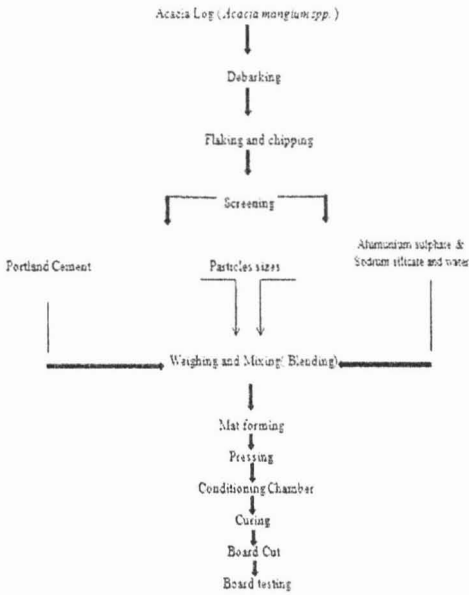 Acacia Log (Acacia mangium spp.)
Debarking
Flaking and chipping
Screening
Portland Cement
Particles sizes
Alumunium sulphate &
Sodium silicate and water
Weighing and Mixing( Blending)
Mat forming
Pressing
Conditioning Chamber
Curing
Board Cut
Board testing